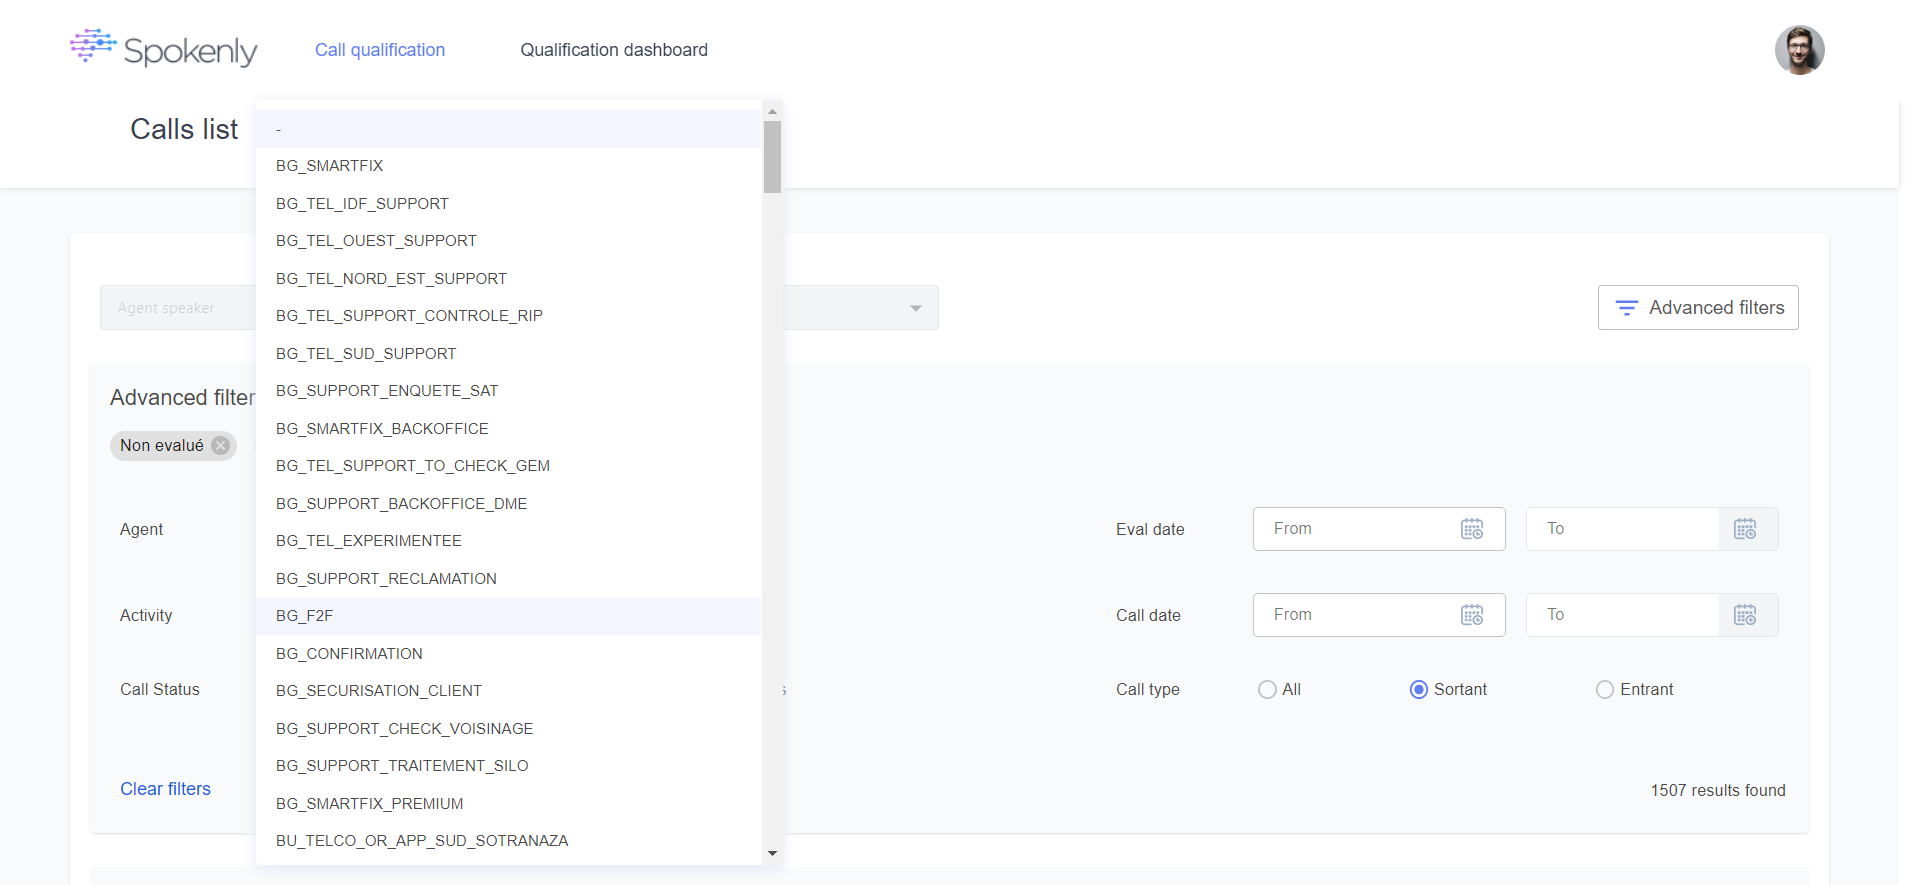 Spokenly
Call qualification
Qualification dashboard
Calls list
-
BG_SMARTFIX
BG_TEL_IDF_SUPPORT
BG_TEL_OUEST_SUPPORT
BG_TEL_NORD_EST_SUPPORT
BG_TEL_SUPPORT_CONTROLE_RIP
BG_TEL_SUD_SUPPORT
BG_SUPPORT_ENQUETE_SAT
BG_SMARTFIX_BACKOFFICE
BG_TEL_SUPPORT_TO_CHECK_GEM
BG_SUPPORT_BACKOFFICE_DME
BG_TEL_EXPERIMENTEE
BG_SUPPORT_RECLAMATION
BG_F2F
BG_CONFIRMATION
BG_SECURISATION_CLIENT
BG_SUPPORT_CHECK_VOISINAGE
BG_SUPPORT_TRAITEMENT_SILO
BG_SMARTFIX_PREMIUM
BU_TELCO_OR_APP_SUD_SOTRANAZA
Agent speaker
Advanced filters
Advanced filter
Non evalué
Agent
Eval date
From
To
Activity
Call date
From
To
Call Status
s
Call type
All
Sortant
Entrant
Clear filters
1507 results found